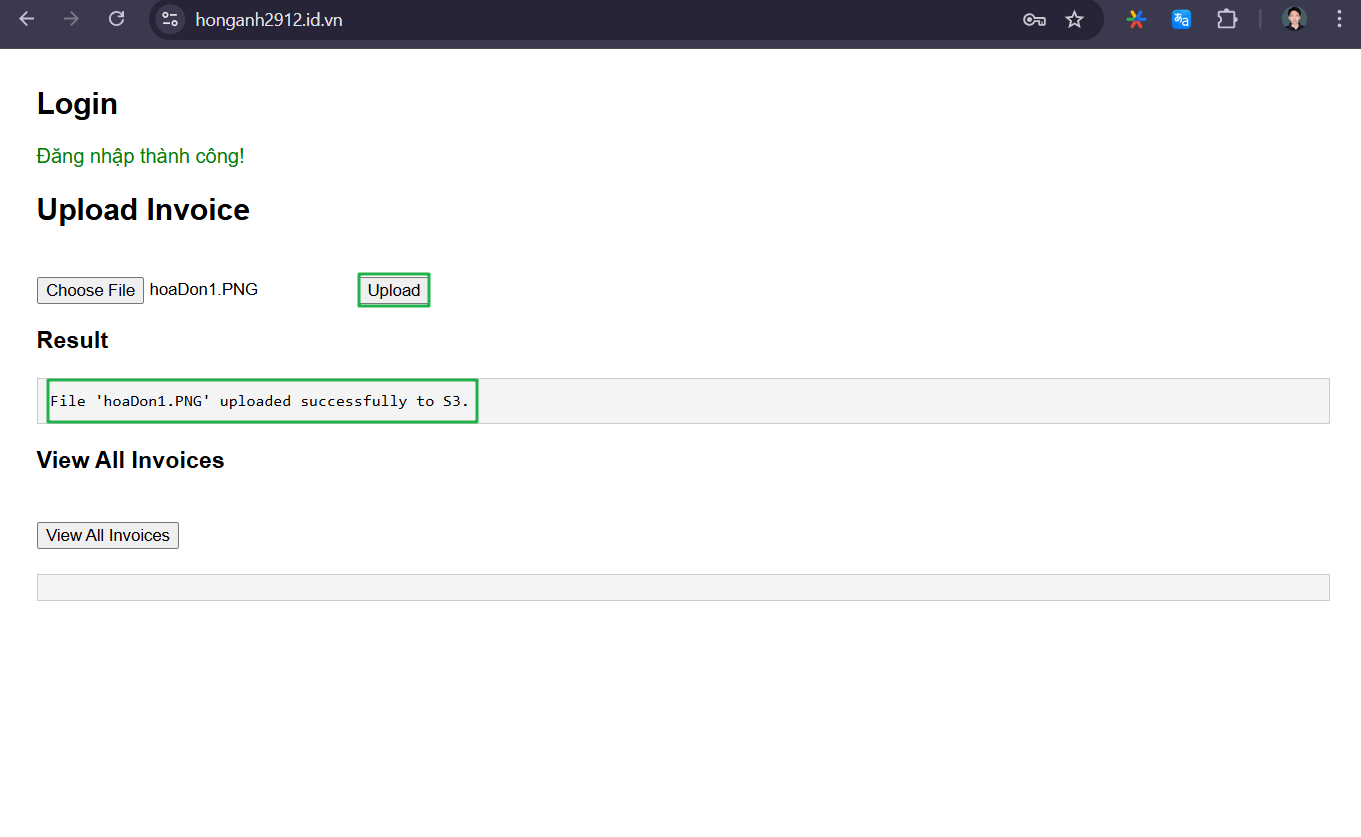 honganh2912.id.vn
Login
Đăng nhập thành công!
Upload Invoice
Choose File hoaDon1.PNG Upload
Result
File 'hoaDon1.PNG' uploaded successfully to S3.
View All Invoices
View All Invoices